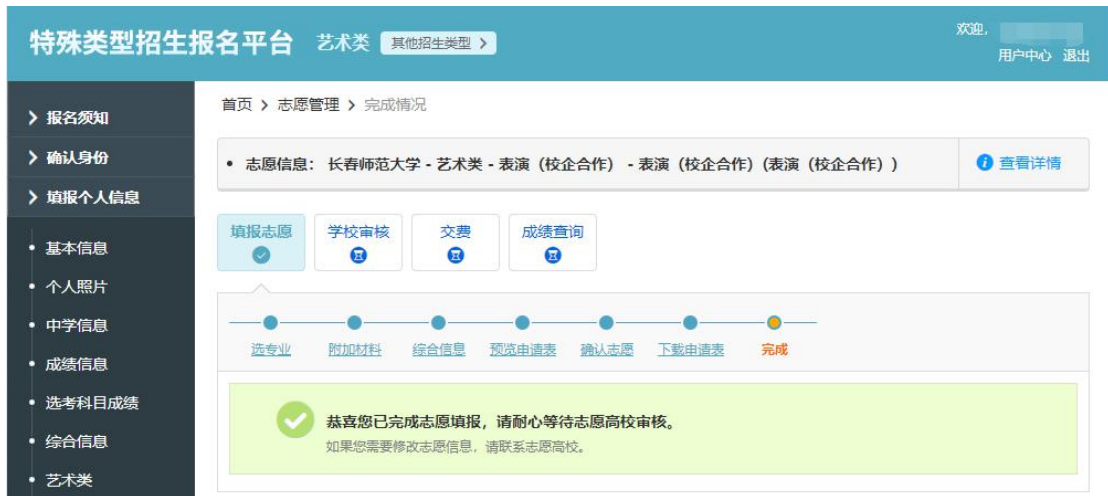 特殊类型招生报名平台 艺术类 其他招生类型 >
欢迎,
用户中心 退出
> 报名须知
> 确认身份
> 填报个人信息
• 基本信息
• 个人照片
• 中学信息
• 成绩信息
• 选考科目成绩
• 综合信息
• 艺术类
首页 > 志愿管理 > 完成情况
• 志愿信息： 长春师范大学 - 艺术类 - 表演（校企合作） - 表演（校企合作）(表演（校企合作）)
查看详情
填报志愿 学校审核 交费 成绩查询
选专业 附加材料 综合信息 预览申请表 确认志愿 下载申请表 完成
恭喜您已完成志愿填报，请耐心等待志愿高校审核。
如果您需要修改志愿信息，请联系志愿高校。